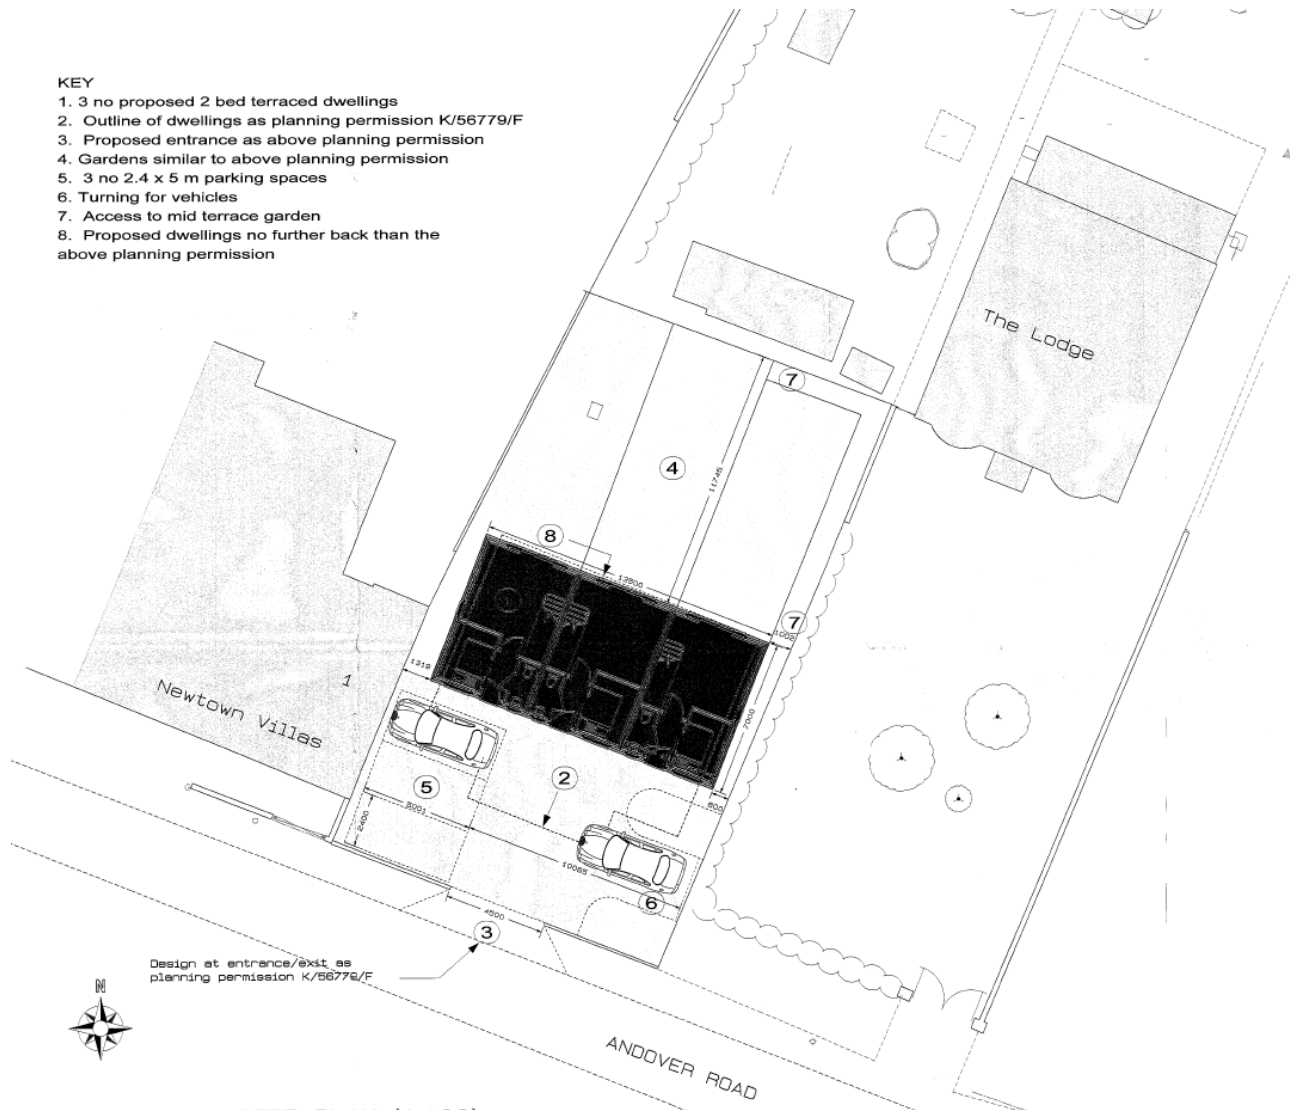 KEY
1. 3 no proposed 2 bed terraced dwellings
2. Outline of dwellings as planning permission K/56779/F
3. Proposed entrance as above planning permission
4. Gardens similar to above planning permission
5. 3 no 2.4 x 5 m parking spaces
6. Turning for vehicles
7. Access to mid terrace garden
8. Proposed dwellings no further back than the
above planning permission
The Lodge
7
4
11745
8
13800
7
1002
1319
1
Newtown Villas
7000
2
5
800
5001
2400
10065
6
4500
3
Design at entrance/exit as
planning permission K/56779/F
N
ANDOVER ROAD